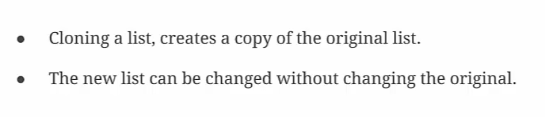 ● Cloning a list, creates a copy of the original list.
● The new list can be changed without changing the original.